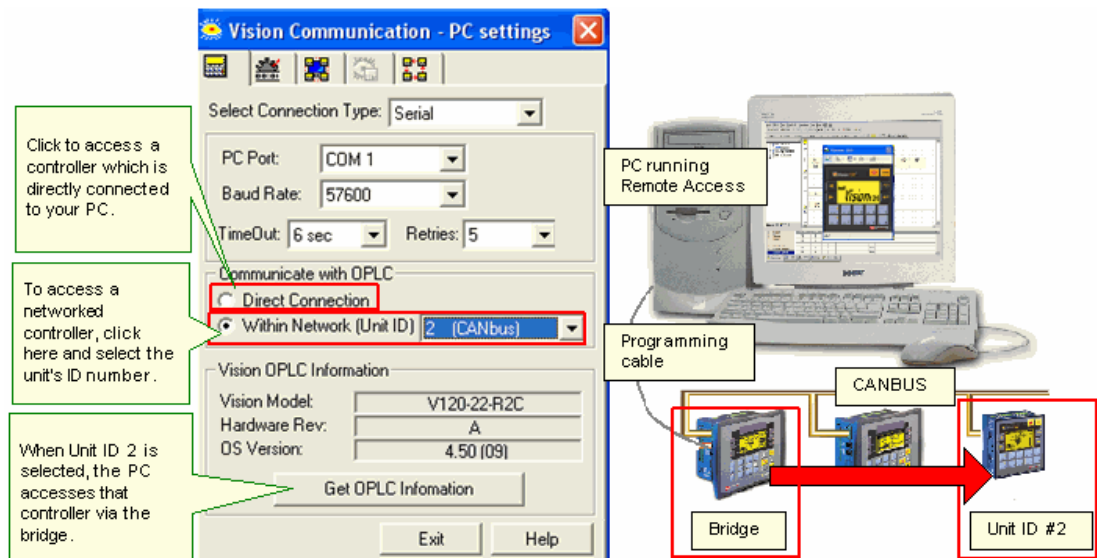 Vision Communication - PC settings
Select Connection Type: Serial
PC Port: COM 1
Baud Rate: 57600
TimeOut: 6 sec Retries: 5
Communicate with OPLC
Direct Connection
Within Network (Unit ID) 2 (CANbus)
Vision OPLC Information
Vision Model: V120-22-R2C
Hardware Rev: A
OS Version: 4.50 (09)
Get OPLC Infomation
Exit Help
Click to access a
controller which is
directly connected
to your PC.
To access a
networked
controller, click
here and select the
unit's ID number.
When Unit ID 2 is
selected, the PC
accesses that
controller via the
bridge.
PC running
Remote Access
Vision
Programming
cable
CANBUS
Bridge
Unit ID #2